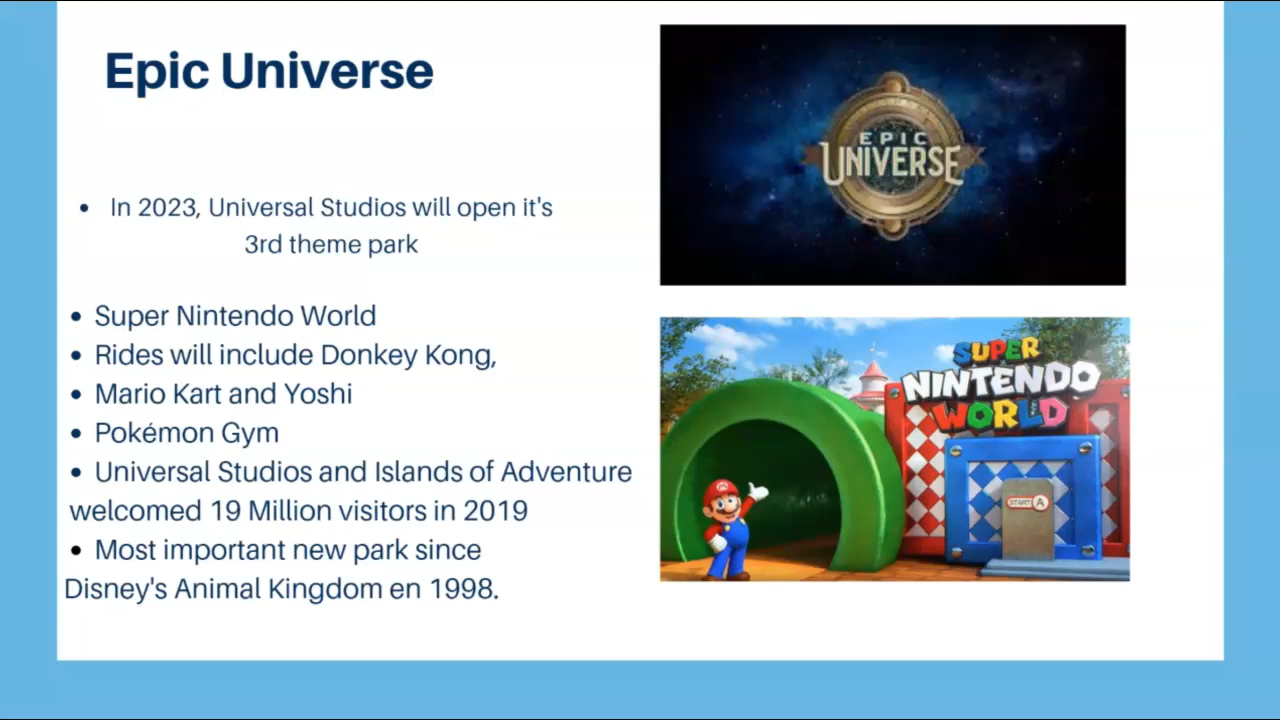 Epic Universe
• In 2023, Universal Studios will open it's
3rd theme park
• Super Nintendo World
• Rides will include Donkey Kong,
• Mario Kart and Yoshi
• Pokémon Gym
• Universal Studios and Islands of Adventure
welcomed 19 Million visitors in 2019
• Most important new park since
Disney's Animal Kingdom en 1998.
EPIC
UNIVERSE
SUPER
NINTENDO
WORLD
START A